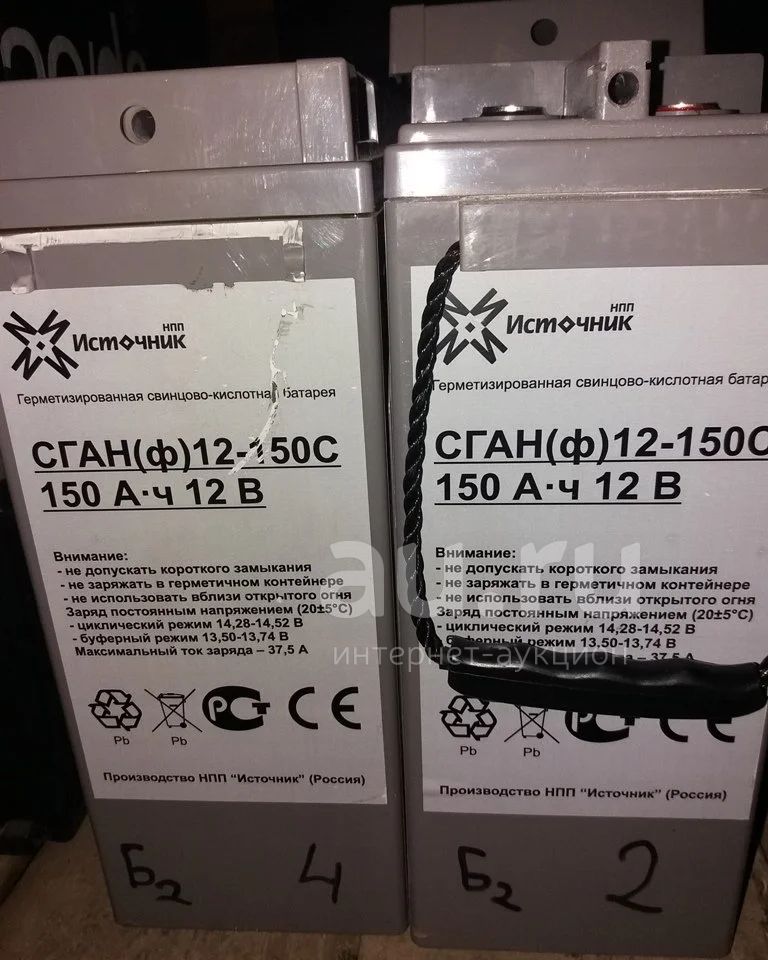 НПП
Источник
Герметизированная свинцово-кислотная батарея
СГАН(ф)12-150С
150 А·ч 12 В
Внимание:
- не допускать короткого замыкания
- не заряжать в герметичном контейнере
- не использовать вблизи открытого огня
Заряд постоянным напряжением (20±5°С)
- циклический режим 14,28-14,52 В
- буферный режим 13,50-13,74 В
Максимальный ток заряда – 37,5 А
Pb
Pb
РСТ
CE
Производство НПП "Источник" (Россия)
Б2 4
НПП
Источник
Герметизированная свинцово-кислотная батар
СГАН(ф)12-150С
150 А·ч 12 В
Внимание:
- не допускать короткого замыкания
- не заряжать в герметичном контейнере
- не использовать вблизи открытого огня
Заряд постоянным напряжением (20±5°С)
- циклический режим 14,28-14,52 В
- буферный режим 13,50-13,74 В
37,5 А
Pb
Pb
Производство НПП "Источник" (Россия)
Б2 2
au.ru
интернет-аукцион